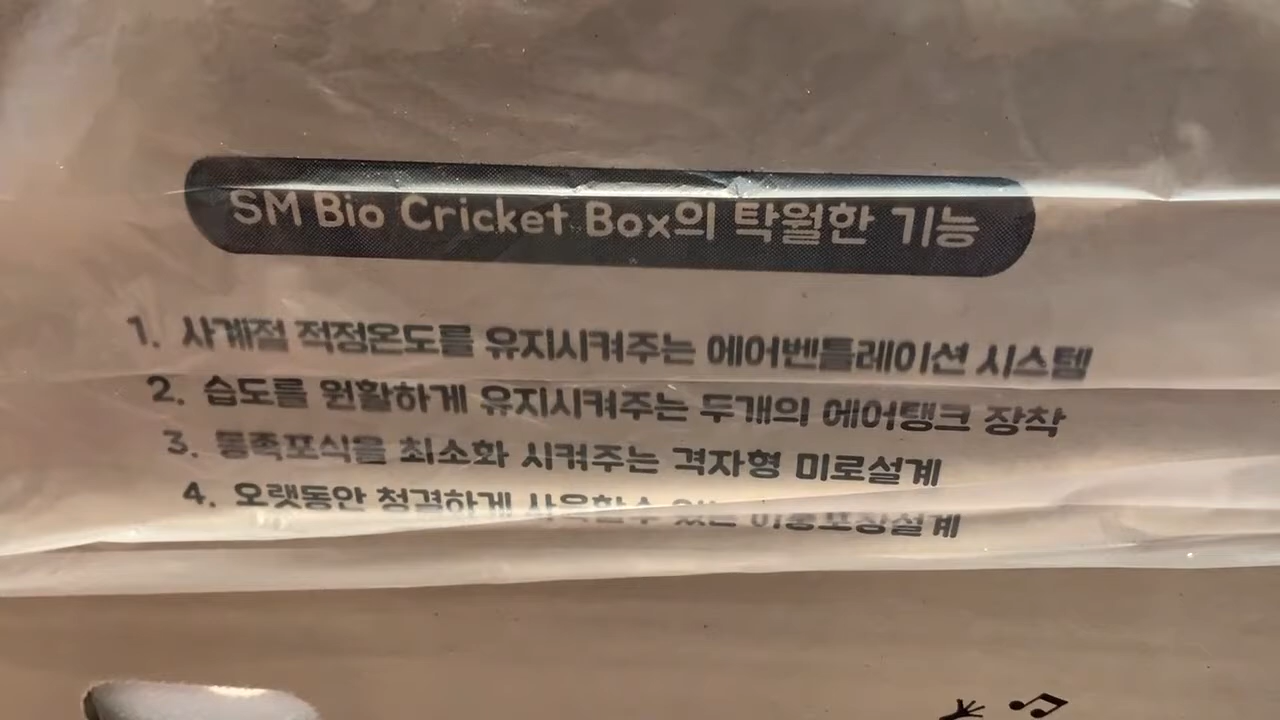 SM Bio Cricket Box의 탁월한 기능
1. 사계절 적정온도를 유지시켜주는 에어벤틀레이션 시스템
2. 습도를 원활하게 유지시켜주는 두개의 에어탱크 장착
3. 동족포식을 최소화 시켜주는 격자형 미로설계
4. 오랫동안 청결하게 사육할수 있는 이중포장설계